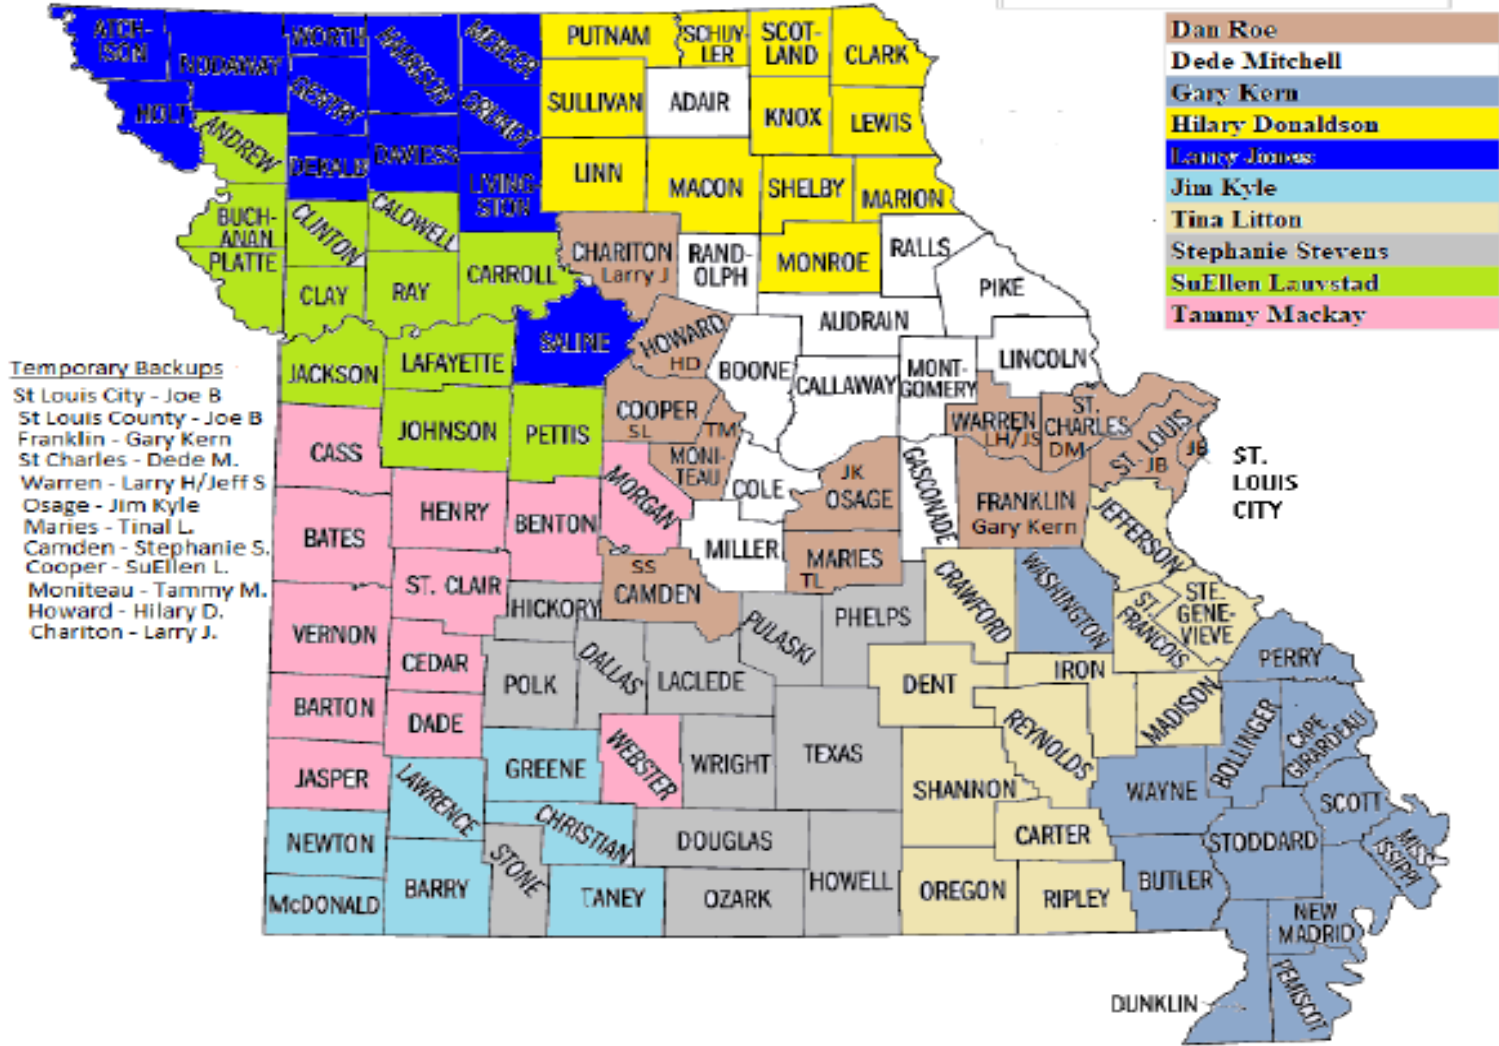 Dan Roe
Dede Mitchell
Gary Kern
Hilary Donaldson
Larry Jones
Jim Kyle
Tina Litton
Stephanie Stevens
SuEllen Lauvstad
Tammy Mackay
Temporary Backups
St Louis City - Joe B
St Louis County - Joe B
Franklin - Gary Kern
St Charles - Dede M.
Warren - Larry H/Jeff S
Osage - Jim Kyle
Maries - Tinal L.
Camden - Stephanie S.
Cooper - SuEllen L.
Moniteau - Tammy M.
Howard - Hilary D.
Chariton - Larry J.
ATCH-
ISON
NODAWAY
WORTH
HARRISON
MERCER
PUTNAM
SCHUY-
LER
SCOT-
LAND
CLARK
HOLT
GENTRY
GRUNDY
SULLIVAN
ADAIR
KNOX
LEWIS
ANDREW
DEKALB
DAVIESS
LIVING-
STON
LINN
MACON
SHELBY
MARION
BUCH-
ANAN
CLINTON
CALDWELL
PLATTE
CLAY
RAY
CARROLL
CHARITON
Larry J
RAND-
OLPH
MONROE
RALLS
PIKE
AUDRAIN
JACKSON
LAFAYETTE
SALINE
HOWARD
HD
BOONE
CALLAWAY
MONT-
GOMERY
LINCOLN
CASS
JOHNSON
PETTIS
COOPER
SL
TM
MONI-
TEAU
COLE
JK
OSAGE
GASCONADE
WARREN
LH/JS
ST.
CHARLES
DM
ST. LOUIS
JB
JB
ST.
LOUIS
CITY
FRANKLIN
Gary Kern
JEFFERSON
BATES
HENRY
BENTON
MORGAN
MILLER
MARIES
TL
SS
CAMDEN
ST. CLAIR
HICKORY
VERNON
CEDAR
POLK
DALLAS
LACLEDE
PULASKI
PHELPS
CRAWFORD
WASHINGTON
ST.
FRANCOIS
STE.
GENE-
VIEVE
PERRY
BARTON
DADE
DENT
IRON
MADISON
BOLLINGER
CAPE
GIRARDEAU
JASPER
LAWRENCE
GREENE
WEBSTER
WRIGHT
TEXAS
SHANNON
REYNOLDS
WAYNE
SCOTT
NEWTON
CHRISTIAN
DOUGLAS
CARTER
STODDARD
MISS-
ISSIPPI
McDONALD
BARRY
STONE
TANEY
OZARK
HOWELL
OREGON
RIPLEY
BUTLER
NEW
MADRID
DUNKLIN
PEMISCOT